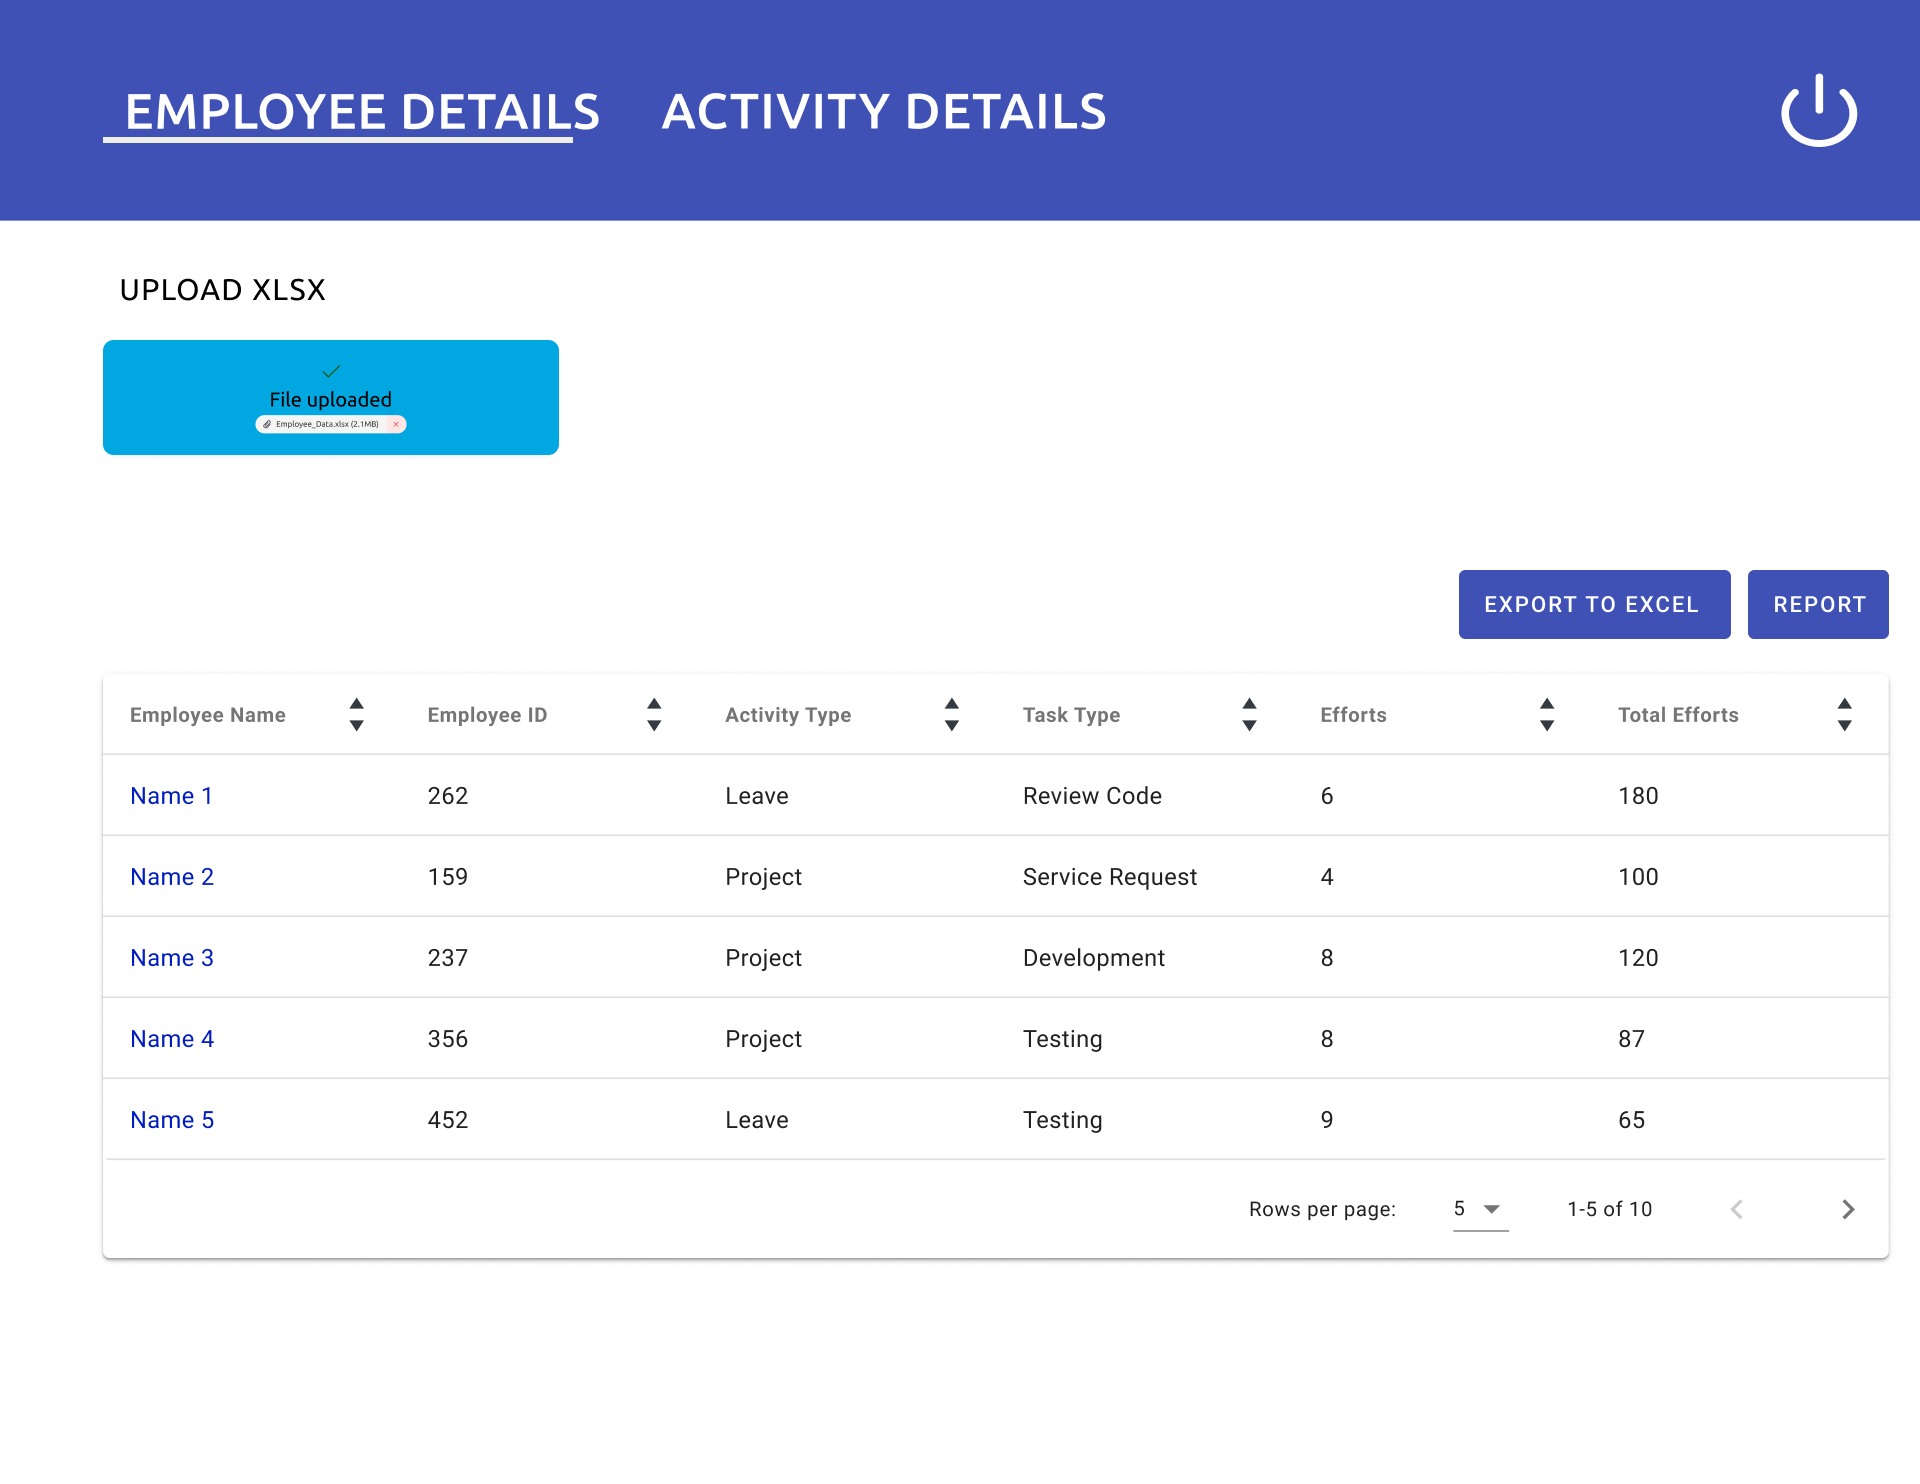 EMPLOYEE DETAILS ACTIVITY DETAILS
UPLOAD XLSX
File uploaded
Employee_Data.xlsx (2.1MB)
EXPORT TO EXCEL REPORT
Employee Name Employee ID Activity Type Task Type Efforts Total Efforts
Name 1 262 Leave Review Code 6 180
Name 2 159 Project Service Request 4 100
Name 3 237 Project Development 8 120
Name 4 356 Project Testing 8 87
Name 5 452 Leave Testing 9 65
Rows per page: 5 1-5 of 10